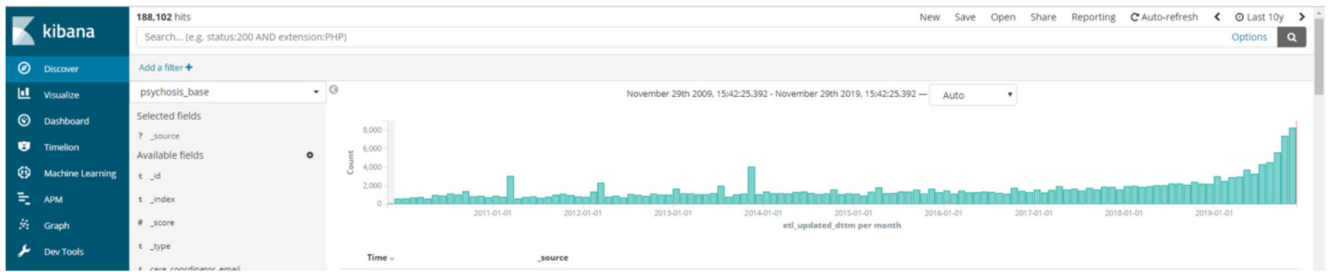 kibana
Discover
Visualize
Dashboard
Timelion
Machine Learning
APM
Graph
Dev Tools
188,102 hits
New Save Open Share Reporting Auto-refresh Last 10y
Search... (e.g. status:200 AND extension:PHP)
Options
Add a filter +
psychosis_base
Selected fields
? _source
Available fields
t _id
t _index
# _score
t _type
t care_coordinator_email
November 29th 2009, 15:42:25.392 - November 29th 2019, 15:42:25.392 — Auto
Count
8,000
6,000
4,000
2,000
0
2011-01-01 2012-01-01 2013-01-01 2014-01-01 2015-01-01 2016-01-01 2017-01-01 2018-01-01 2019-01-01
etl_updated_dttm per month
Time _source